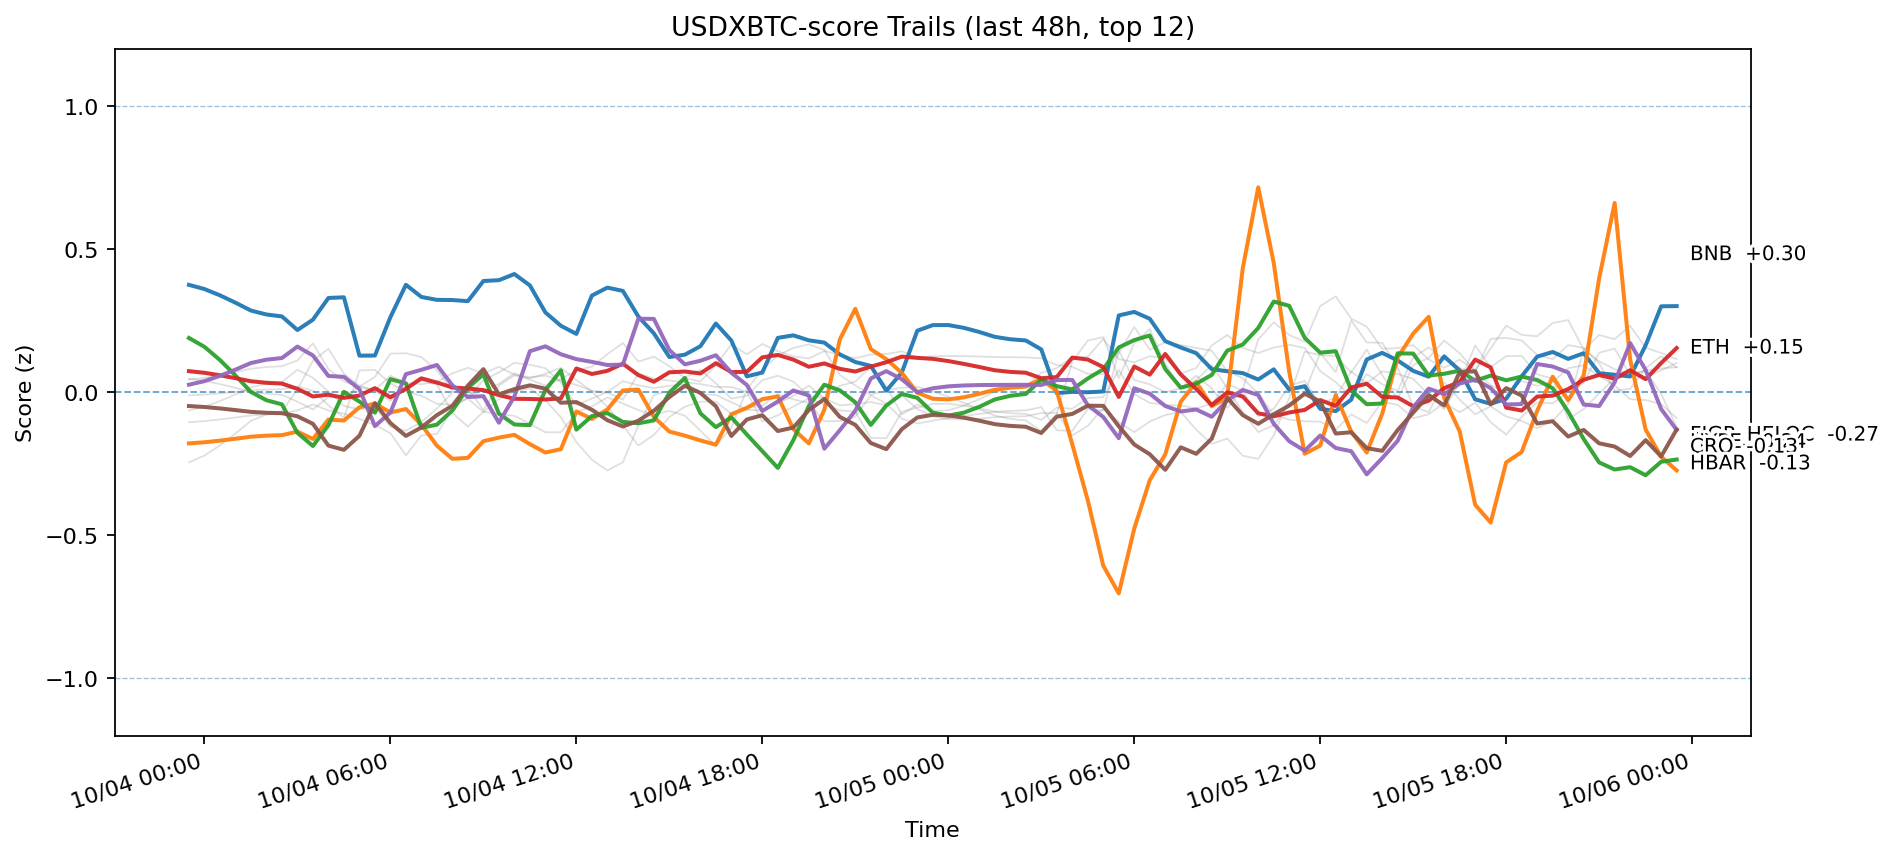 USDXBTC-score Trails (last 48h, top 12)
Score (z)
1.0
0.5
0.0
−0.5
−1.0
BNB +0.30
ETH +0.15
-0.27
CRO -0.13
HBAR -0.13
10/04 00:00
10/04 06:00
10/04 12:00
10/04 18:00
10/05 00:00
10/05 06:00
10/05 12:00
10/05 18:00
10/06 00:00
Time